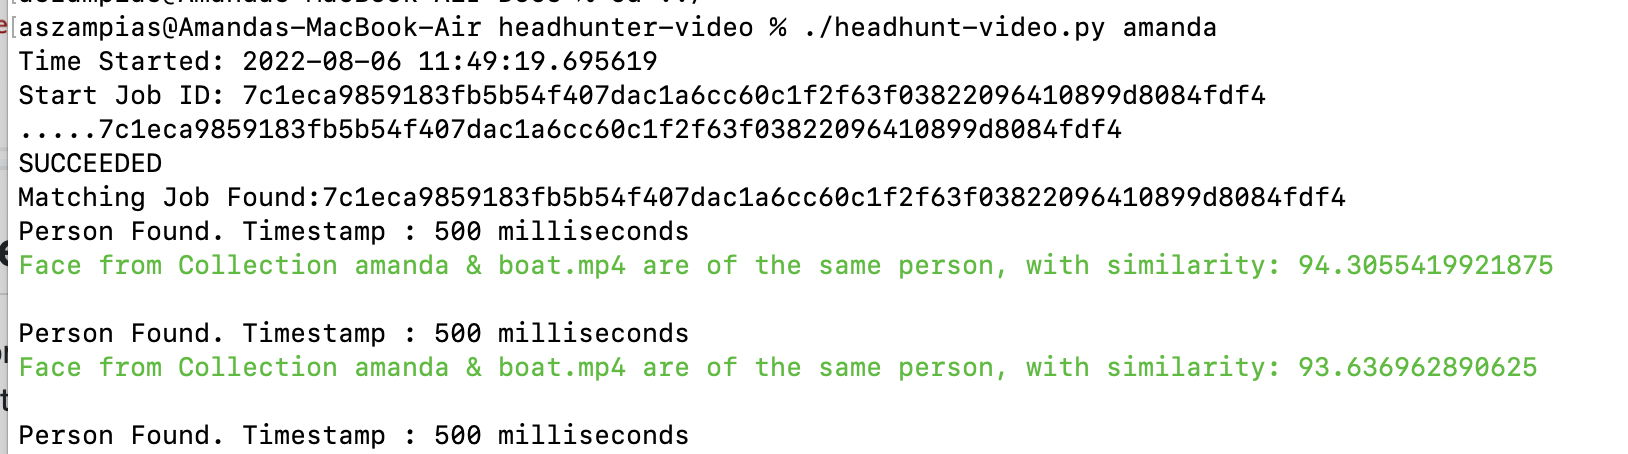 [aszampias@Amandas-MacBook-Air headhunter-video % ./headhunt-video.py amanda
Time Started: 2022-08-06 11:49:19.695619
Start Job ID: 7c1eca9859183fb5b54f407dac1a6cc60c1f2f63f03822096410899d8084fdf4
.....7c1eca9859183fb5b54f407dac1a6cc60c1f2f63f03822096410899d8084fdf4
SUCCEEDED
Matching Job Found:7c1eca9859183fb5b54f407dac1a6cc60c1f2f63f03822096410899d8084fdf4
Person Found. Timestamp : 500 milliseconds
Face from Collection amanda & boat.mp4 are of the same person, with similarity: 94.3055419921875
Person Found. Timestamp : 500 milliseconds
Face from Collection amanda & boat.mp4 are of the same person, with similarity: 93.636962890625
Person Found. Timestamp : 500 milliseconds